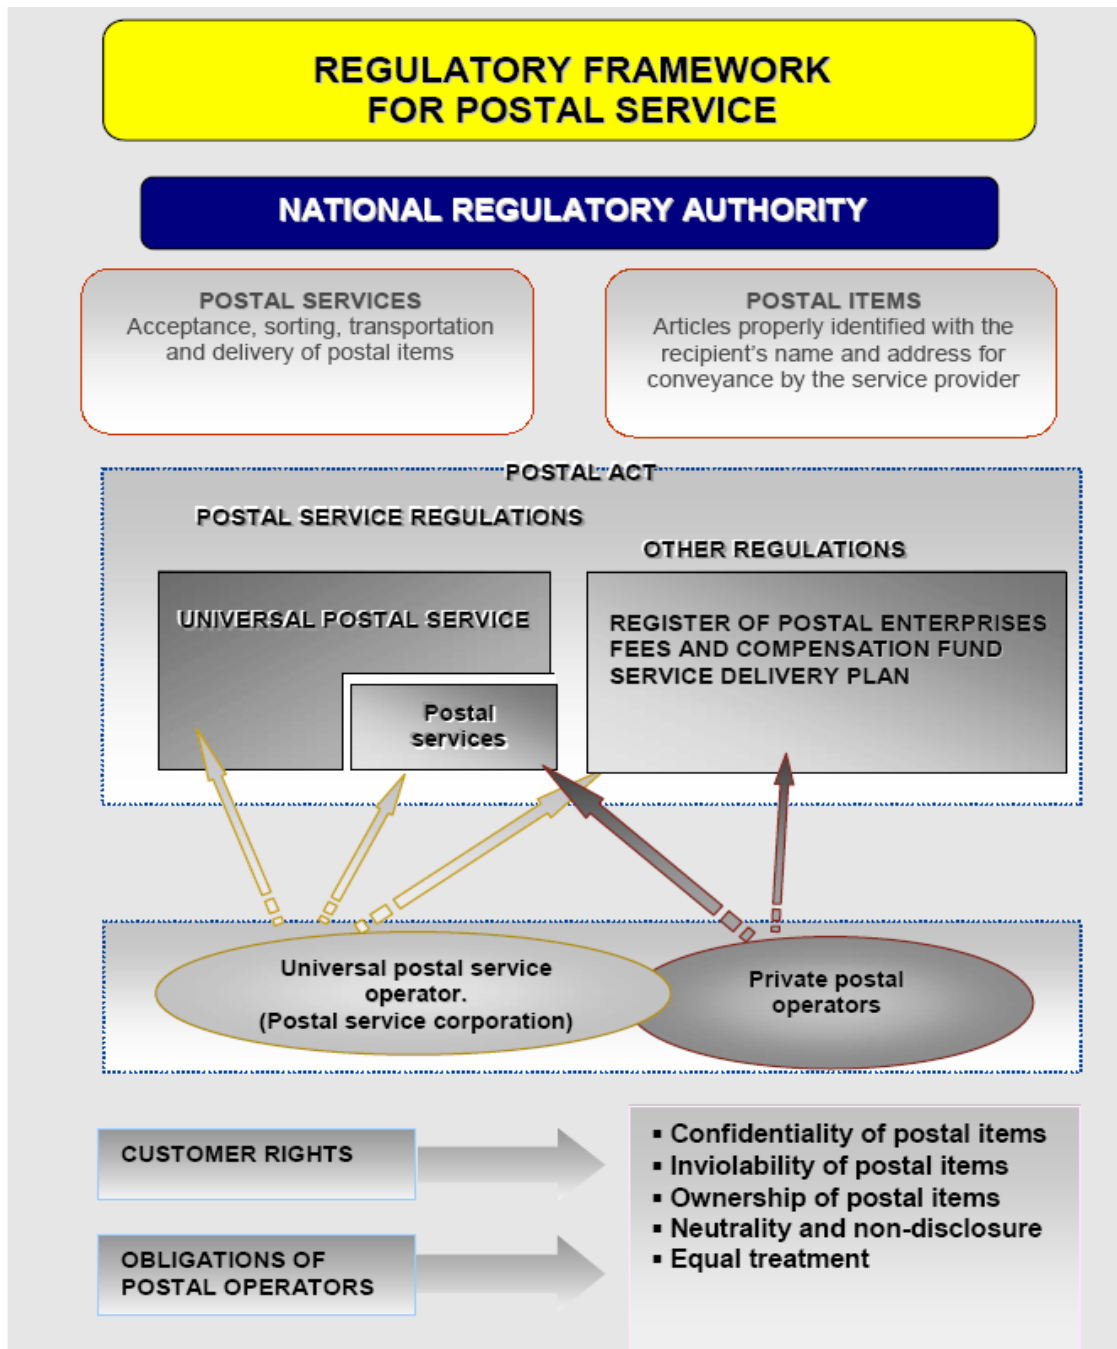 REGULATORY FRAMEWORK
FOR POSTAL SERVICE
NATIONAL REGULATORY AUTHORITY
POSTAL SERVICES
Acceptance, sorting, transportation
and delivery of postal items
POSTAL ITEMS
Articles properly identified with the
recipient's name and address for
conveyance by the service provider
POSTAL ACT
POSTAL SERVICE REGULATIONS
OTHER REGULATIONS
UNIVERSAL POSTAL SERVICE
Postal
services
REGISTER OF POSTAL ENTERPRISES
FEES AND COMPENSATION FUND
SERVICE DELIVERY PLAN
Universal postal service
operator.
(Postal service corporation)
Private postal
operators
CUSTOMER RIGHTS
OBLIGATIONS OF
POSTAL OPERATORS
▪ Confidentiality of postal items
▪ Inviolability of postal items
▪ Ownership of postal items
▪ Neutrality and non-disclosure
▪ Equal treatment